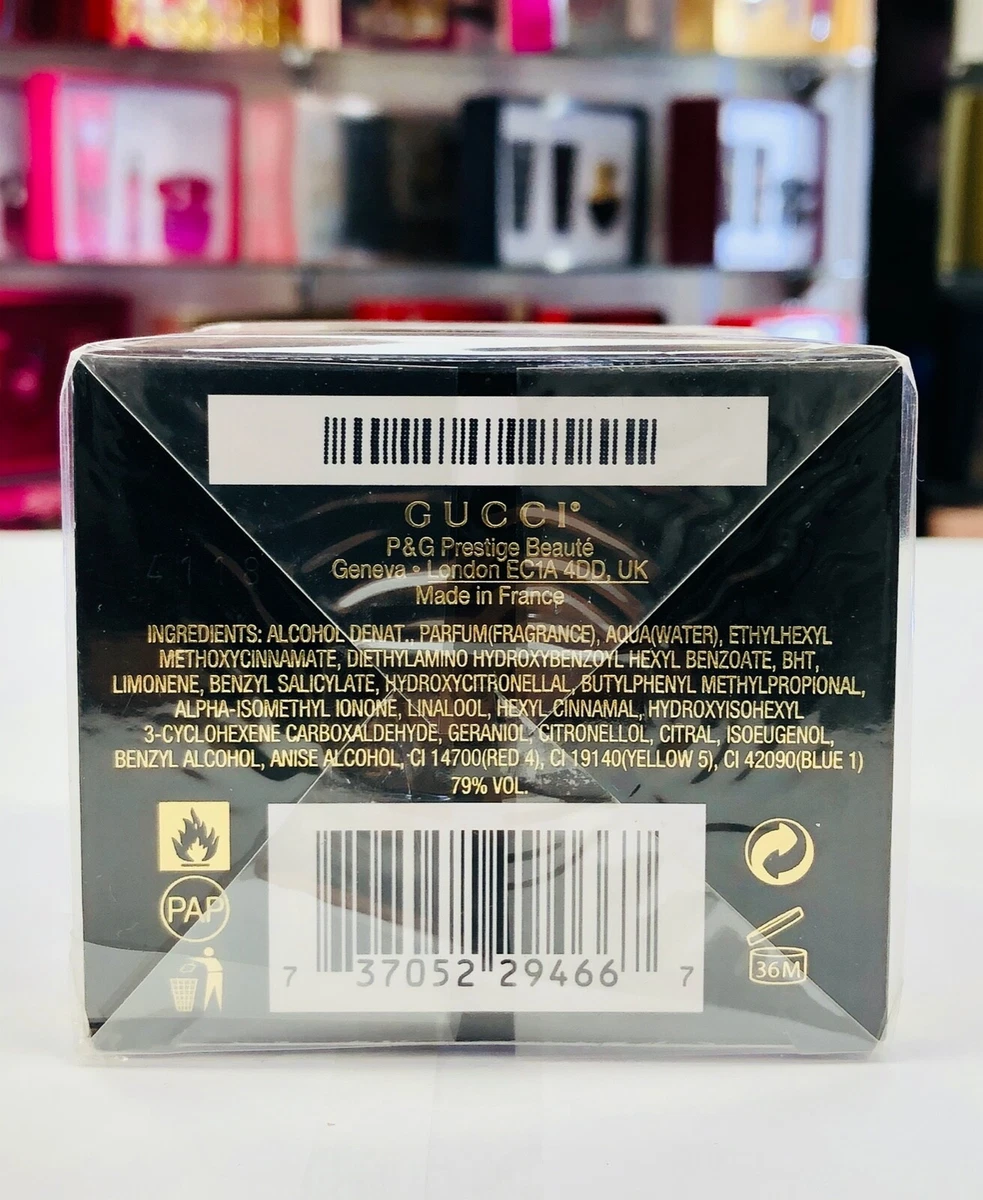 GUCCI®
P&G Prestige Beauté
Geneva • London EC1A 4DD, UK
Made in France
4118
INGREDIENTS: ALCOHOL DENAT., PARFUM(FRAGRANCE), AQUA(WATER), ETHYLHEXYL
METHOXYCINNAMATE, DIETHYLAMINO HYDROXYBENZOYL HEXYL BENZOATE, BHT,
LIMONENE, BENZYL SALICYLATE, HYDROXYCITRONELLAL, BUTYLPHENYL METHYLPROPIONAL,
ALPHA-ISOMETHYL IONONE, LINALOOL, HEXYL CINNAMAL, HYDROXYISOHEXYL
3-CYCLOHEXENE CARBOXALDEHYDE, GERANIOL, CITRONELLOL, CITRAL, ISOEUGENOL,
BENZYL ALCOHOL, ANISE ALCOHOL, CI 14700(RED 4), CI 19140(YELLOW 5), CI 42090(BLUE 1)
79% VOL.
PAP
36M
7 37052 29466 7